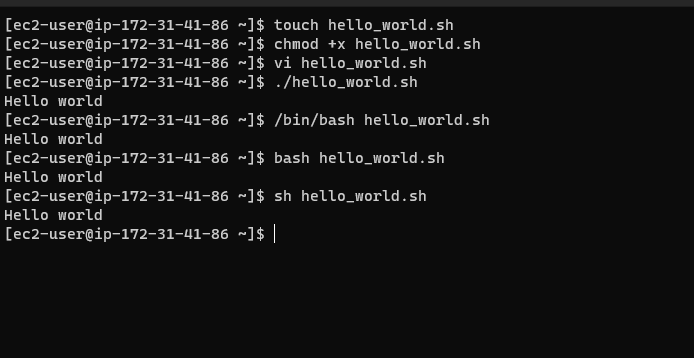 [ec2-user@ip-172-31-41-86 ~]$ touch hello_world.sh
[ec2-user@ip-172-31-41-86 ~]$ chmod +x hello_world.sh
[ec2-user@ip-172-31-41-86 ~]$ vi hello_world.sh
[ec2-user@ip-172-31-41-86 ~]$ ./hello_world.sh
Hello world
[ec2-user@ip-172-31-41-86 ~]$ /bin/bash hello_world.sh
Hello world
[ec2-user@ip-172-31-41-86 ~]$ bash hello_world.sh
Hello world
[ec2-user@ip-172-31-41-86 ~]$ sh hello_world.sh
Hello world
[ec2-user@ip-172-31-41-86 ~]$